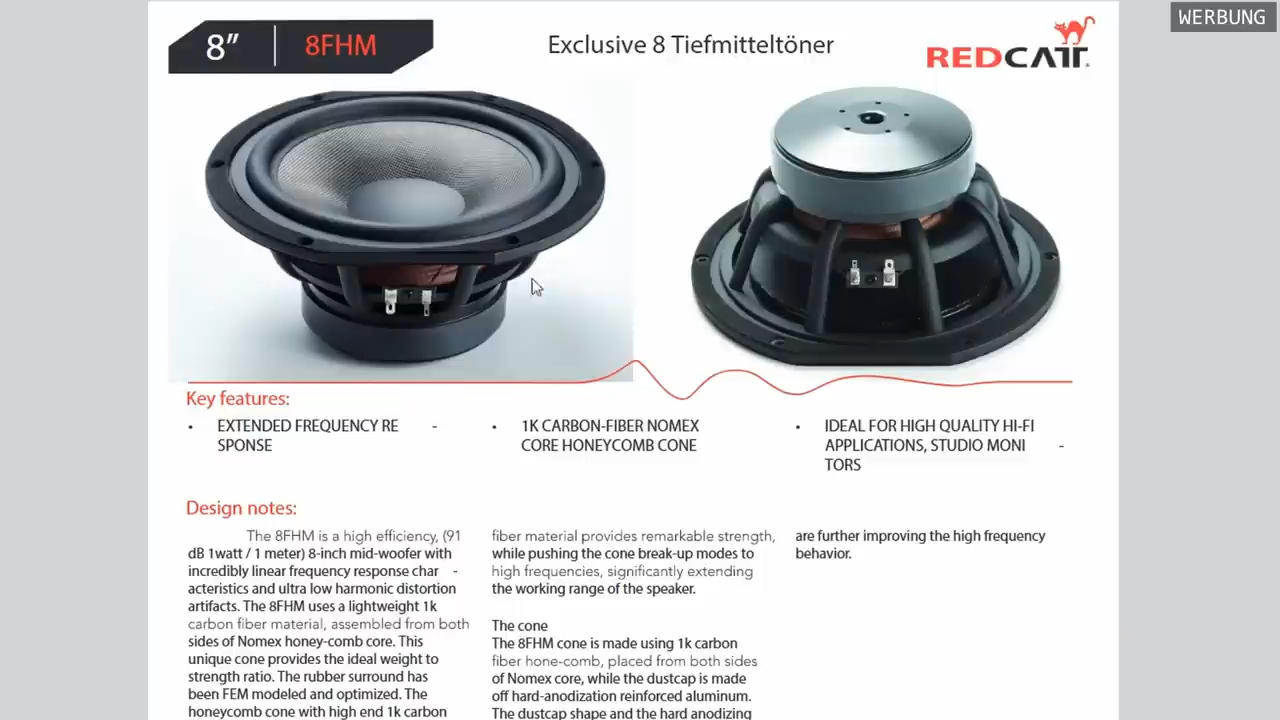 WERBUNG
8” 8FHM
Exclusive 8 Tiefmitteltöner
REDCATT
Key features:
• EXTENDED FREQUENCY RE -
SPONSE
• 1K CARBON-FIBER NOMEX
CORE HONEYCOMB CONE
• IDEAL FOR HIGH QUALITY HI-FI
APPLICATIONS, STUDIO MONI -
TORS
Design notes:
The 8FHM is a high efficiency, (91
dB 1watt / 1 meter) 8-inch mid-woofer with
incredibly linear frequency response char -
acteristics and ultra low harmonic distortion
artifacts. The 8FHM uses a lightweight 1k
carbon fiber material, assembled from both
sides of Nomex honey-comb core. This
unique cone provides the ideal weight to
strength ratio. The rubber surround has
been FEM modeled and optimized. The
honeycomb cone with high end 1k carbon
fiber material provides remarkable strength,
while pushing the cone break-up modes to
high frequencies, significantly extending
the working range of the speaker.
The cone
The 8FHM cone is made using 1k carbon
fiber hone-comb, placed from both sides
of Nomex core, while the dustcap is made
off hard-anodization reinforced aluminum.
The dustcap shape and the hard anodizing
are further improving the high frequency
behavior.